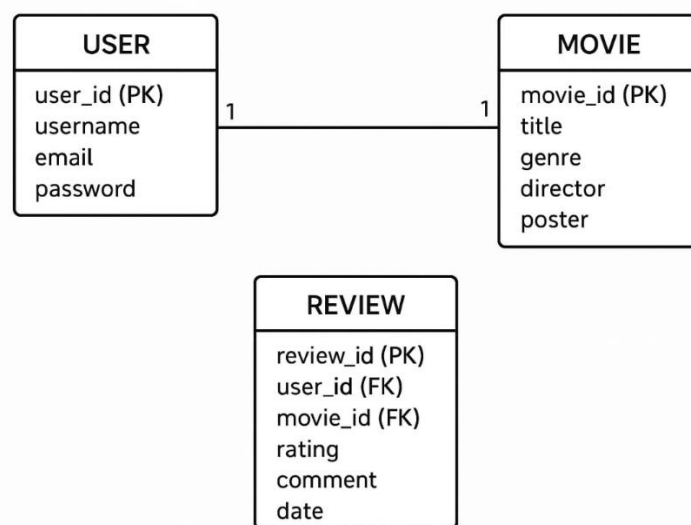 USER
user_id (PK)
username
email
password
1
1
MOVIE
movie_id (PK)
title
genre
director
poster
REVIEW
review_id (PK)
user_id (FK)
movie_id (FK)
rating
comment
date